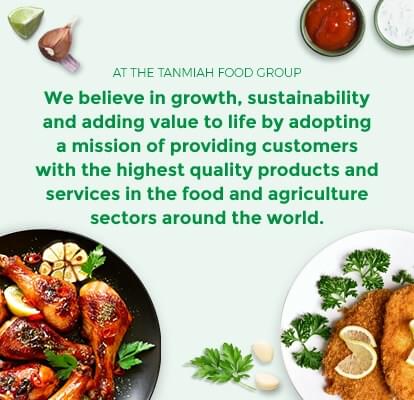 AT THE TANMIAH FOOD GROUP
We believe in growth, sustainability
and adding value to life by adopting
a mission of providing customers
with the highest quality products and
services in the food and agriculture
sectors around the world.